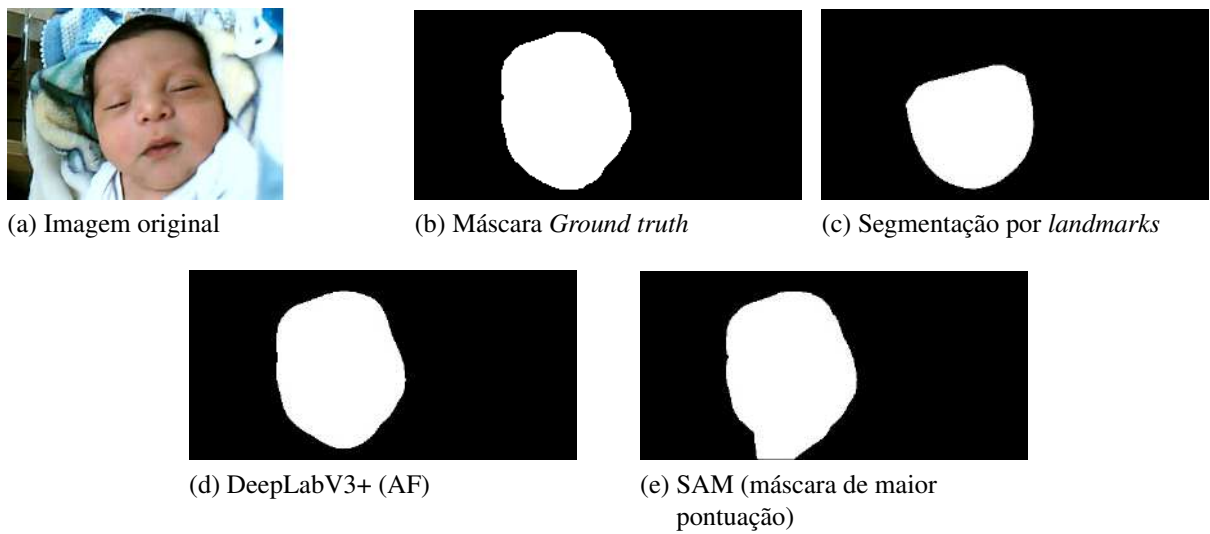 (a) Imagem original
(b) Máscara Ground truth
(c) Segmentação por landmarks
(d) DeepLabV3+ (AF)
(e) SAM (máscara de maior
pontuação)